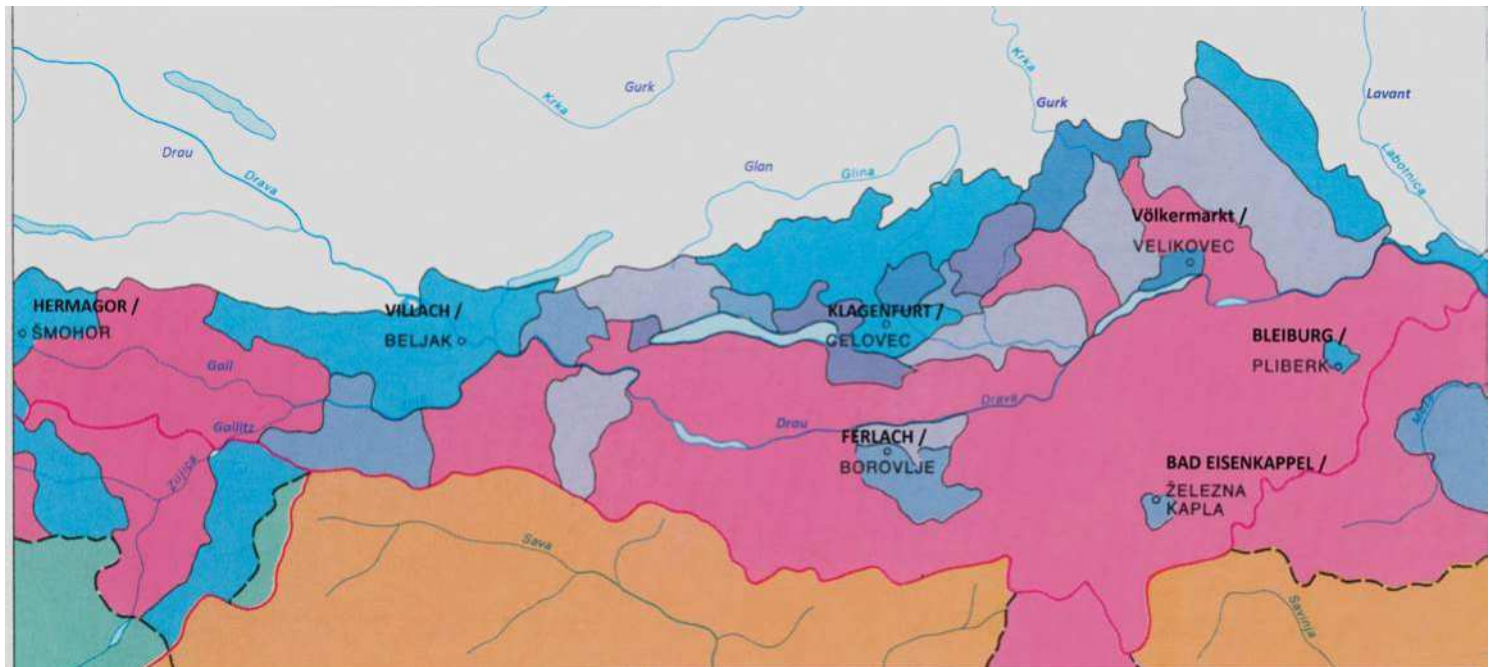 Krka
Gurk
Krka
Gurk
Lavant
Labotnica
Drau
Drava
Glan
Glina
Völkermarkt /
VELIKOVEC
HERMAGOR /
ŠMOHOR
VILLACH /
BELJAK
KLAGENFURT /
CELOVEC
BLEIBURG /
PLIBERK
Gail
Gailitz
Zujica
Drau
Drava
FERLACH /
BOROVLJE
BAD EISENKAPPEL /
ŽELEZNA
KAPLA
Sava
Savinja